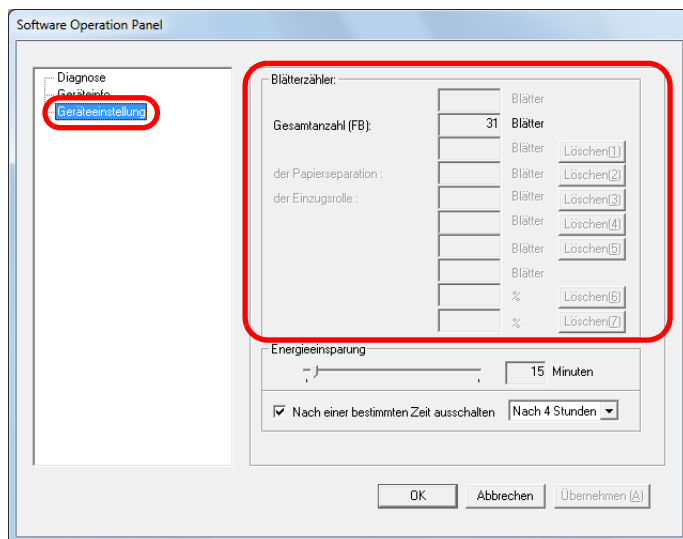 Software Operation Panel
Diagnose
Geräteinfo
Geräteeinstellung
Blätterzähler:
Blätter
Gesamtanzahl (FB): 31 Blätter
Blätter Löschen(1)
der Papierseparation : Blätter Löschen(2)
der Einzugsrolle : Blätter Löschen(3)
Blätter Löschen(4)
Blätter Löschen(5)
Blätter
% Löschen(6)
% Löschen(7)
Energieeinsparung
15 Minuten
Nach einer bestimmten Zeit ausschalten Nach 4 Stunden
OK Abbrechen Übernehmen (A)